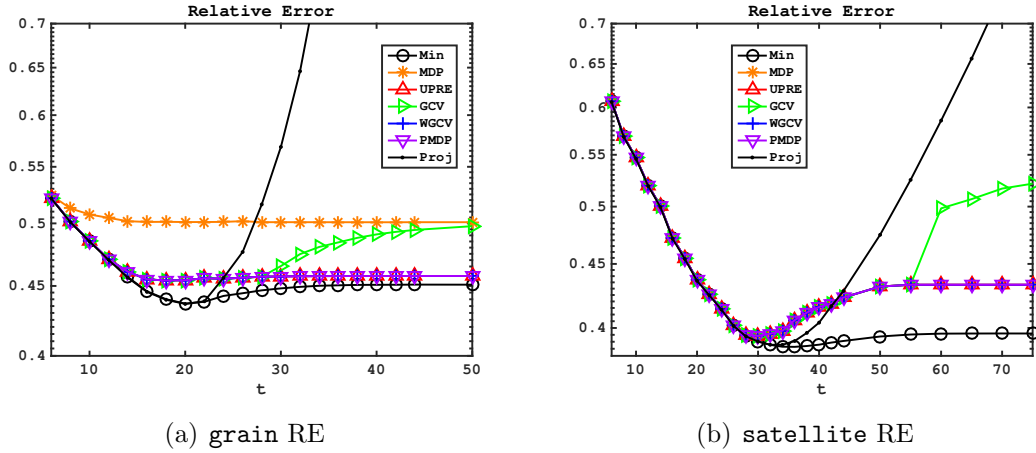 Relative Error
0.7
0.65
0.6
0.55
0.5
0.45
0.4
10 20 30 40 50
t
Min
MDP
UPRE
GCV
WGCV
PMDP
Proj
(a) grain RE
Relative Error
0.7
0.65
0.6
0.55
0.5
0.45
0.4
10 20 30 40 50 60 70
t
Min
MDP
UPRE
GCV
WGCV
PMDP
Proj
(b) satellite RE